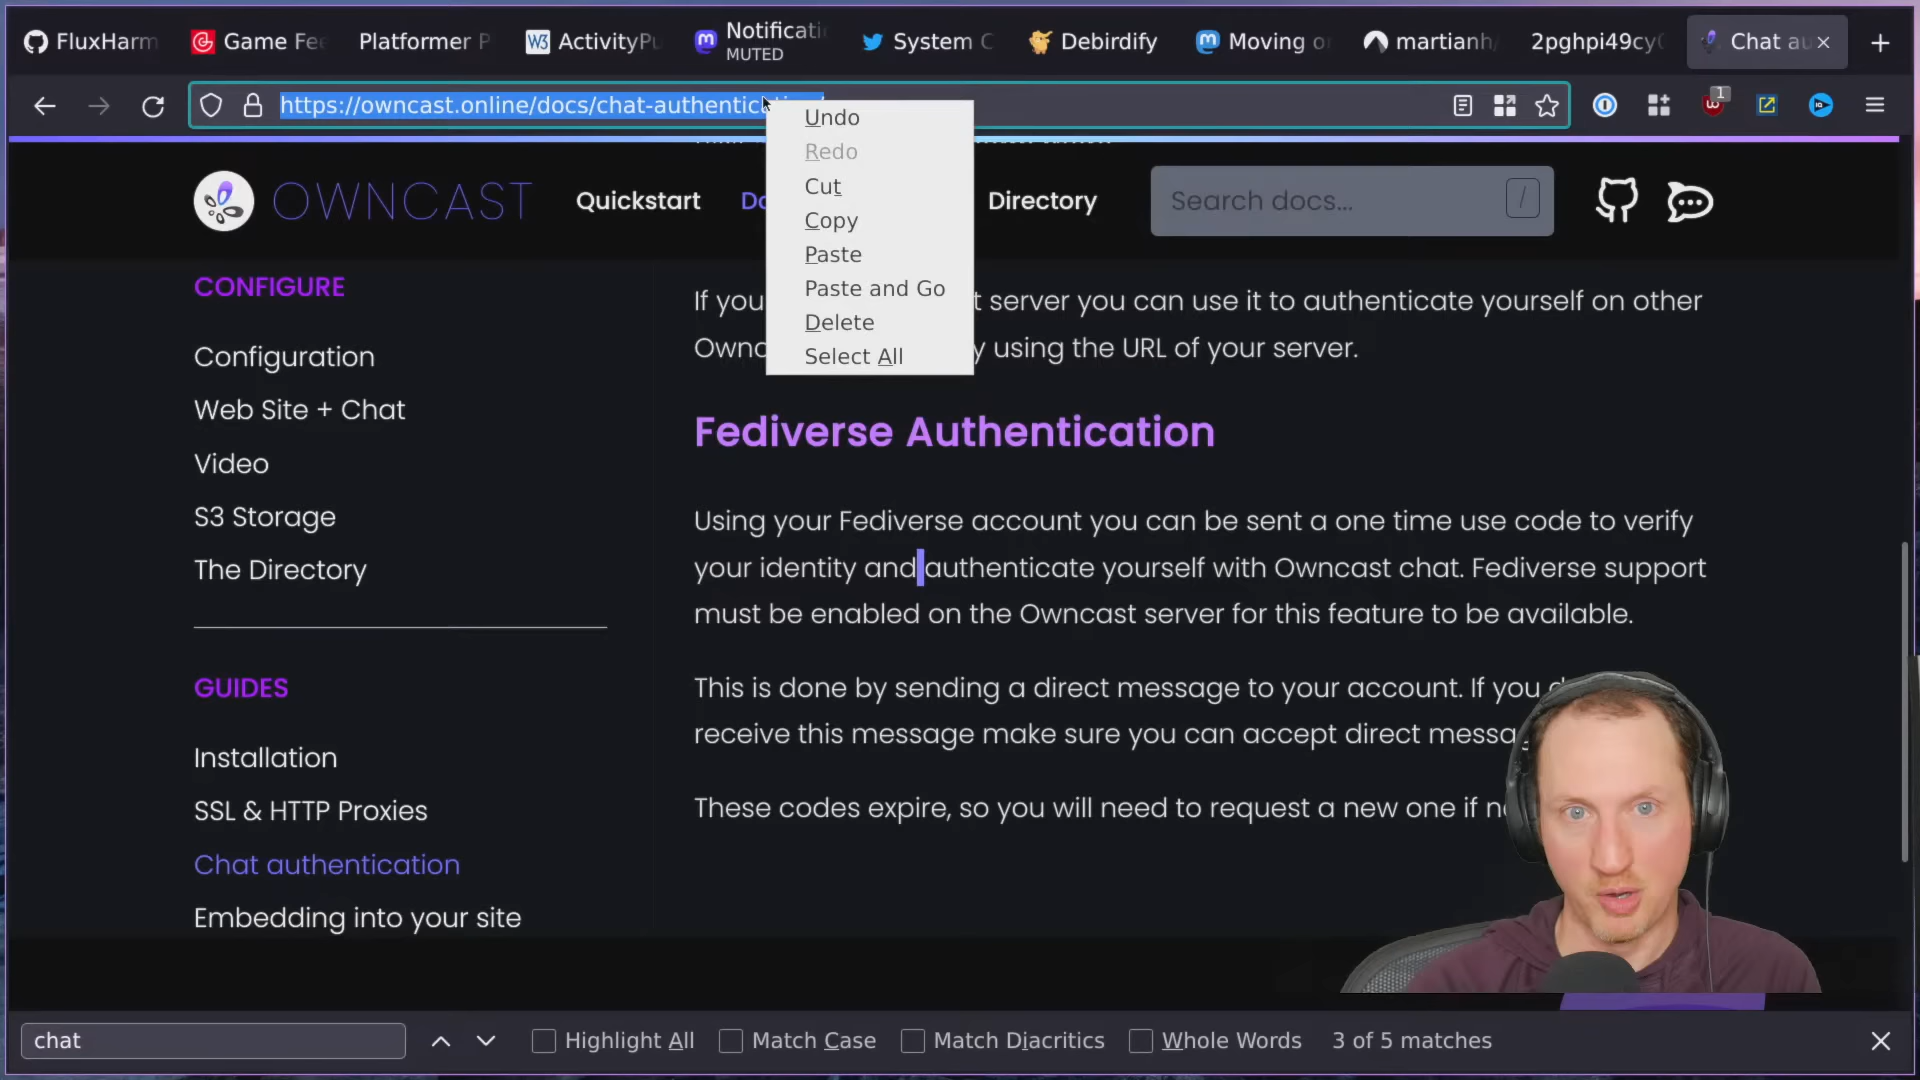 FluxHarm
Game Fee
Platformer P
W3
ActivityPu
Notificati
MUTED
System C
Debirdify
Moving o
martianh/
2pghpi49cy
Chat au
https://owncast.online/docs/chat-authentic
1
Undo
Redo
Cut
Copy
Paste
Paste and Go
Delete
Select All
OWNCAST
Quickstart
Do
Directory
Search docs...
/
CONFIGURE
Configuration
Web Site + Chat
Video
S3 Storage
The Directory
GUIDES
Installation
SSL & HTTP Proxies
Chat authentication
Embedding into your site
If you t server you can use it to authenticate yourself on other
Ownc y using the URL of your server.
Fediverse Authentication
Using your Fediverse account you can be sent a one time use code to verify
your identity and authenticate yourself with Owncast chat. Fediverse support
must be enabled on the Owncast server for this feature to be available.
This is done by sending a direct message to your account. If you d
receive this message make sure you can accept direct messa
These codes expire, so you will need to request a new one if n
chat
Highlight All
Match Case
Match Diacritics
Whole Words
3 of 5 matches